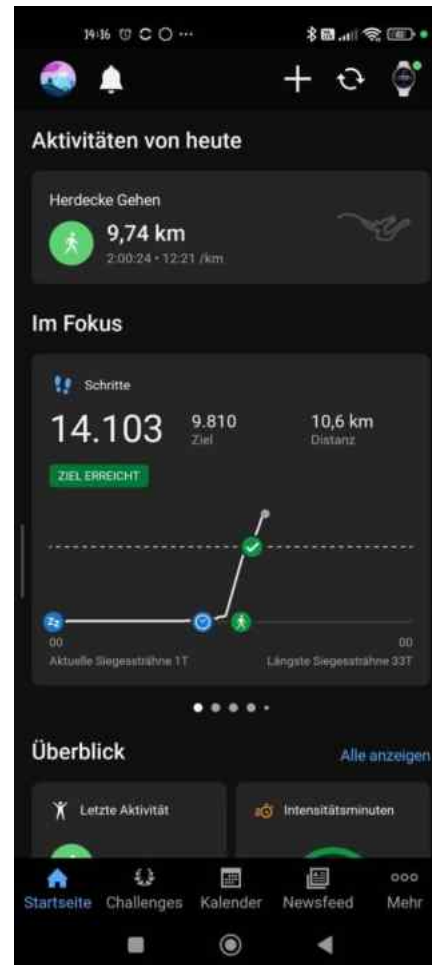 14:16
Aktivitäten von heute
Herdecke Gehen
9,74 km
2:00:24 • 12:21 /km
Im Fokus
Schritte
14.103
9.810
Ziel
10,6 km
Distanz
ZIEL ERREICHT
00
00
Aktuelle Siegessträhne 1T
Längste Siegessträhne 33T
Überblick
Alle anzeigen
Letzte Aktivität
Intensitätsminuten
Startseite Challenges Kalender Newsfeed Mehr